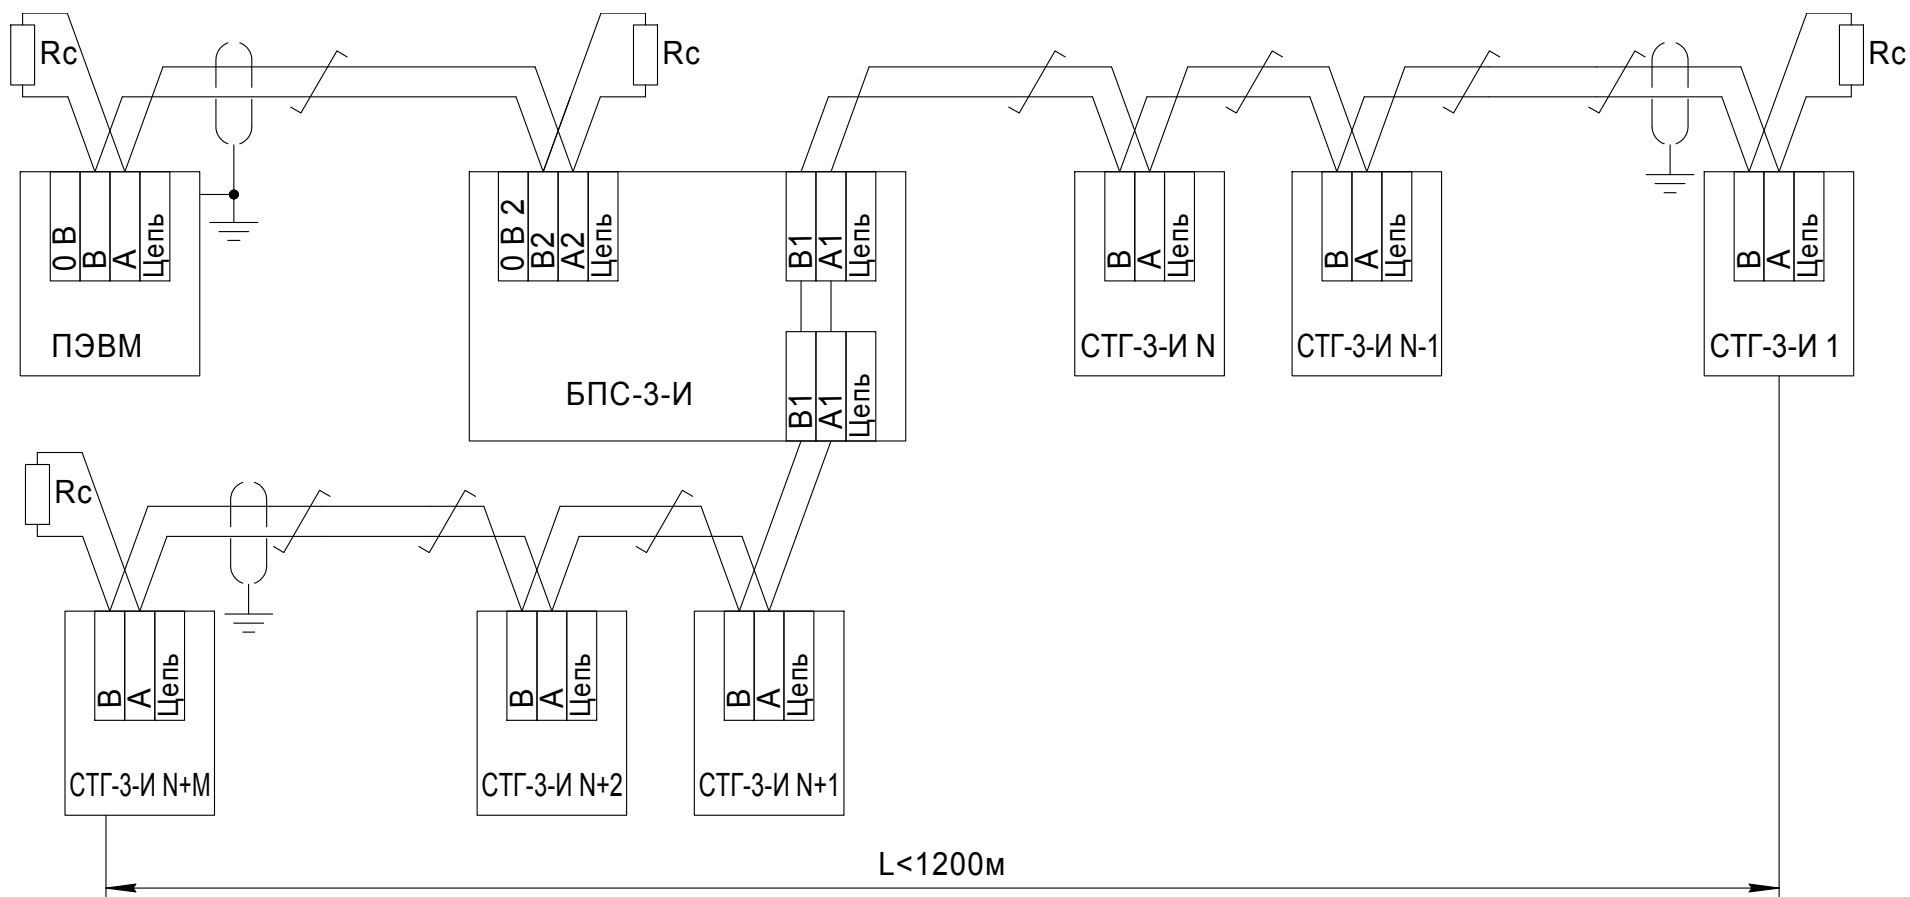 Rc
Rc
Rc
0 В
В
А
Цепь
ПЭВМ
0 В 2
В2
А2
Цепь
В1
А1
Цепь
В1
А1
Цепь
БПС-3-И
В
А
Цепь
СТГ-3-И N
В
А
Цепь
СТГ-3-И N-1
В
А
Цепь
СТГ-3-И 1
Rc
В
А
Цепь
СТГ-3-И N+M
В
А
Цепь
СТГ-3-И N+2
В
А
Цепь
СТГ-3-И N+1
L<1200м